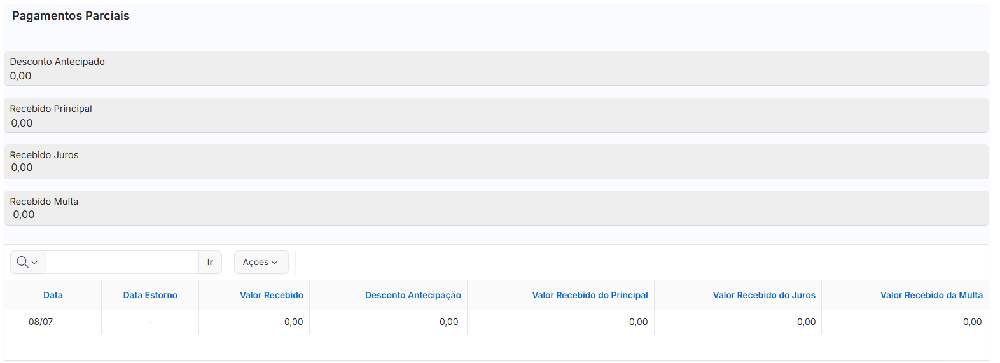 Pagamentos Parciais
Desconto Antecipado
0,00
Recebido Principal
0,00
Recebido Juros
0,00
Recebido Multa
0,00
Ir Ações
Data Data Estorno Valor Recebido Desconto Antecipação Valor Recebido do Principal Valor Recebido do Juros Valor Recebido da Multa
08/07 - 0,00 0,00 0,00 0,00 0,00